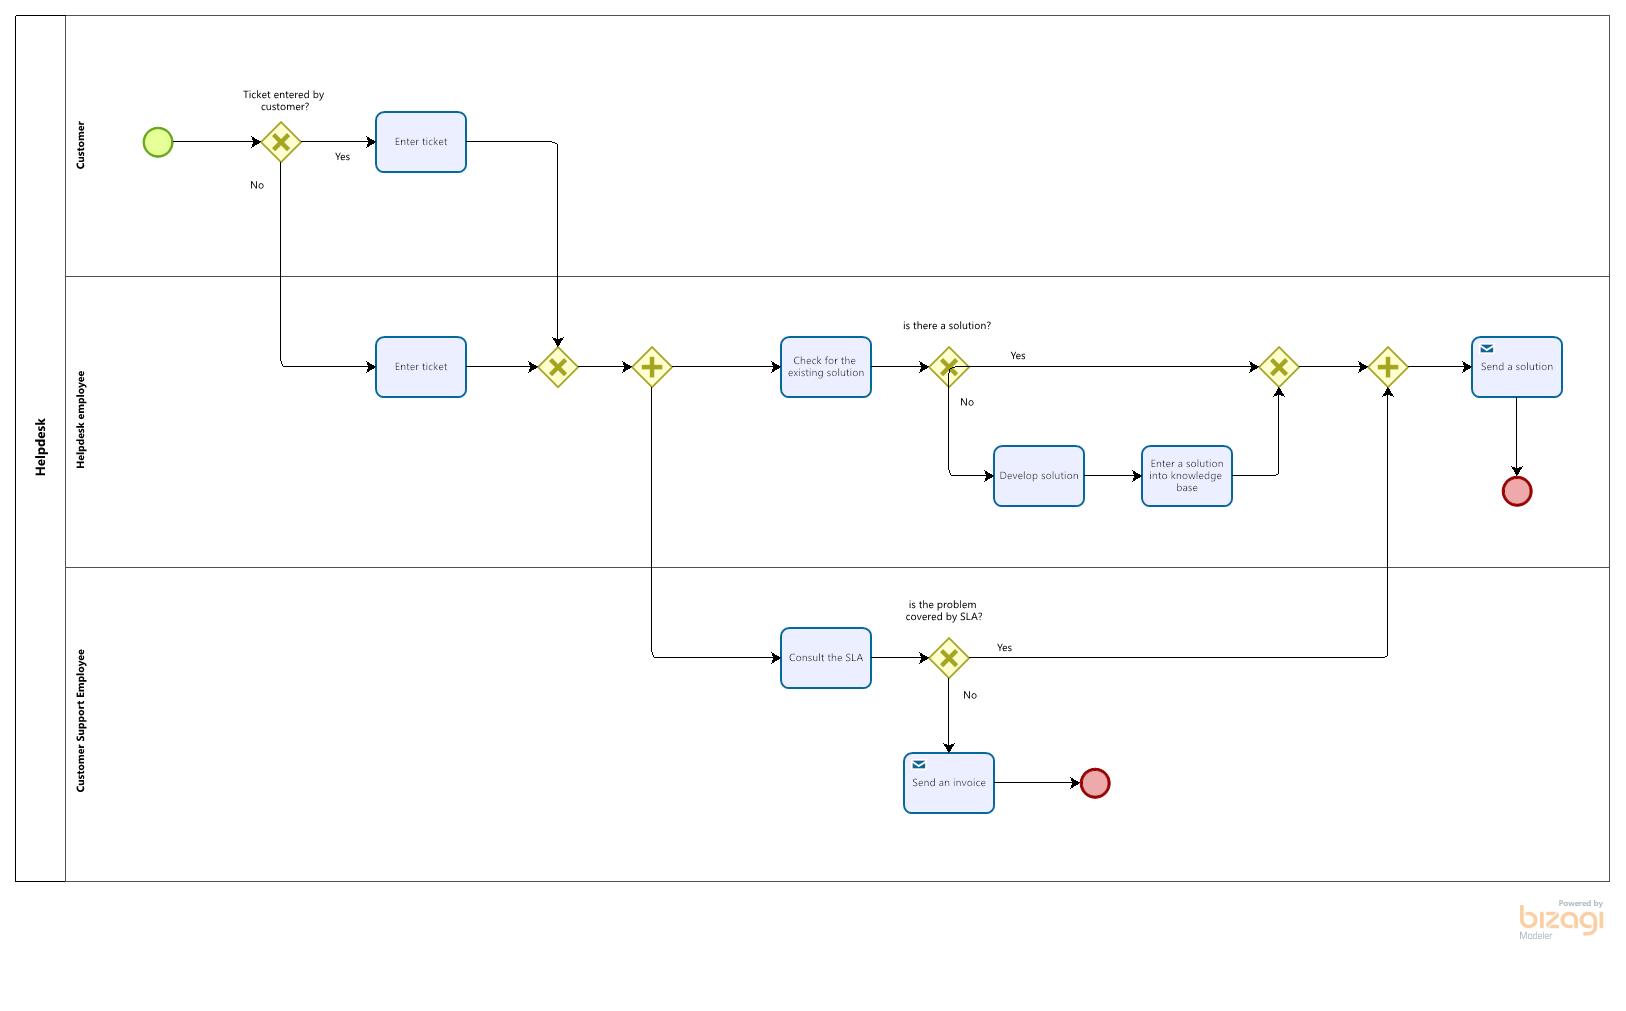 Helpdesk
Customer
Ticket entered by
customer?
Enter ticket
Yes
No
Helpdesk employee
Enter ticket
Check for the
existing solution
is there a solution?
Yes
No
Develop solution
Enter a solution
into knowledge
base
Send a solution
Customer Support Employee
Consult the SLA
is the problem
covered by SLA?
Yes
No
Send an invoice
Powered by
bizagi
Modeler